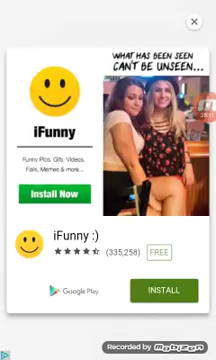 WHAT HAS BEEN SEEN
CAN'T BE UNSEEN...
iFunny
Funny Pics, Gifs, Videos,
Fails, Memes & more...
Install Now
iFunny :)
(335,258)
FREE
Google Play
INSTALL
Recorded by Mobizen